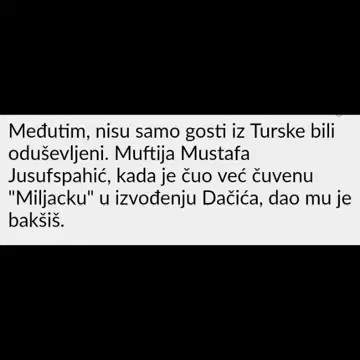 Međutim, nisu samo gosti iz Turske bili
oduševljeni. Muftija Mustafa
Jusufspahić, kada je čuo već čuvenu
"Miljacku" u izvođenju Dačića, dao mu je
bakšiš.